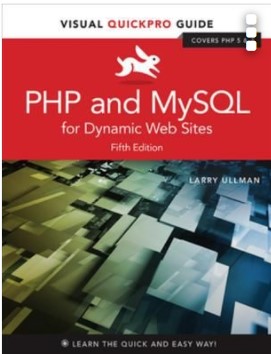 VISUAL QUICKPRO GUIDE
COVERS PHP 5
PHP and MySQL
for Dynamic Web Sites
Fifth Edition
LARRY ULLMAN
LEARN THE QUICK AND EASY WAY!